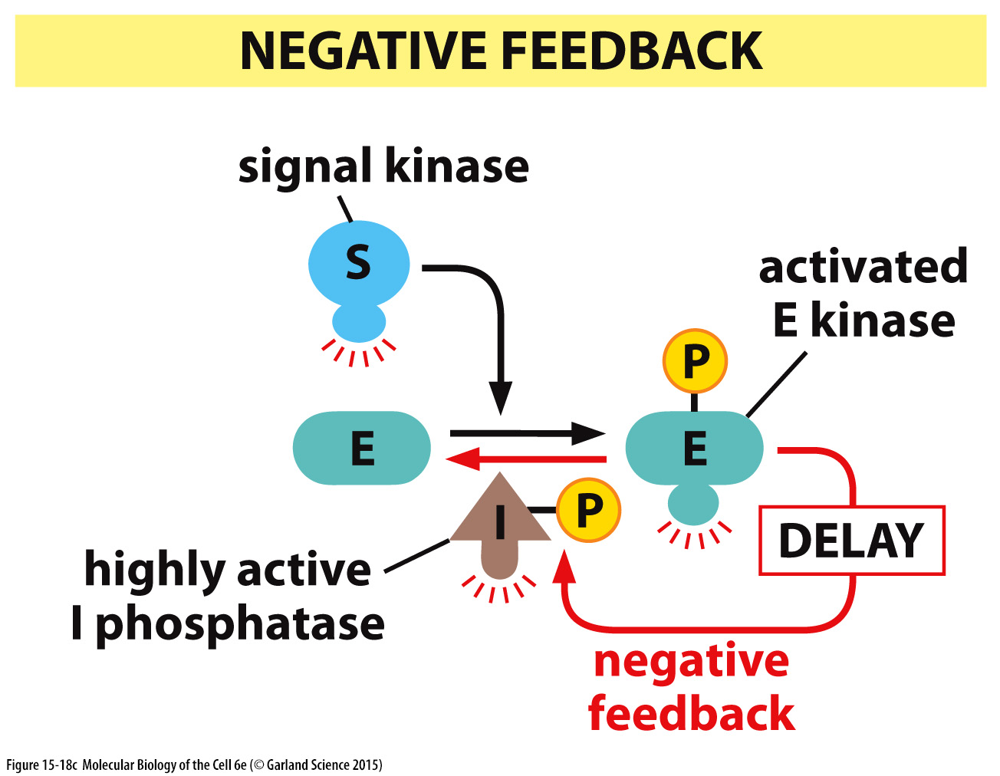 NEGATIVE FEEDBACK
signal kinase
S
activated
E kinase
P
E
E
I
P
DELAY
highly active
I phosphatase
negative
feedback
Figure 15-18c Molecular Biology of the Cell 6e (© Garland Science 2015)